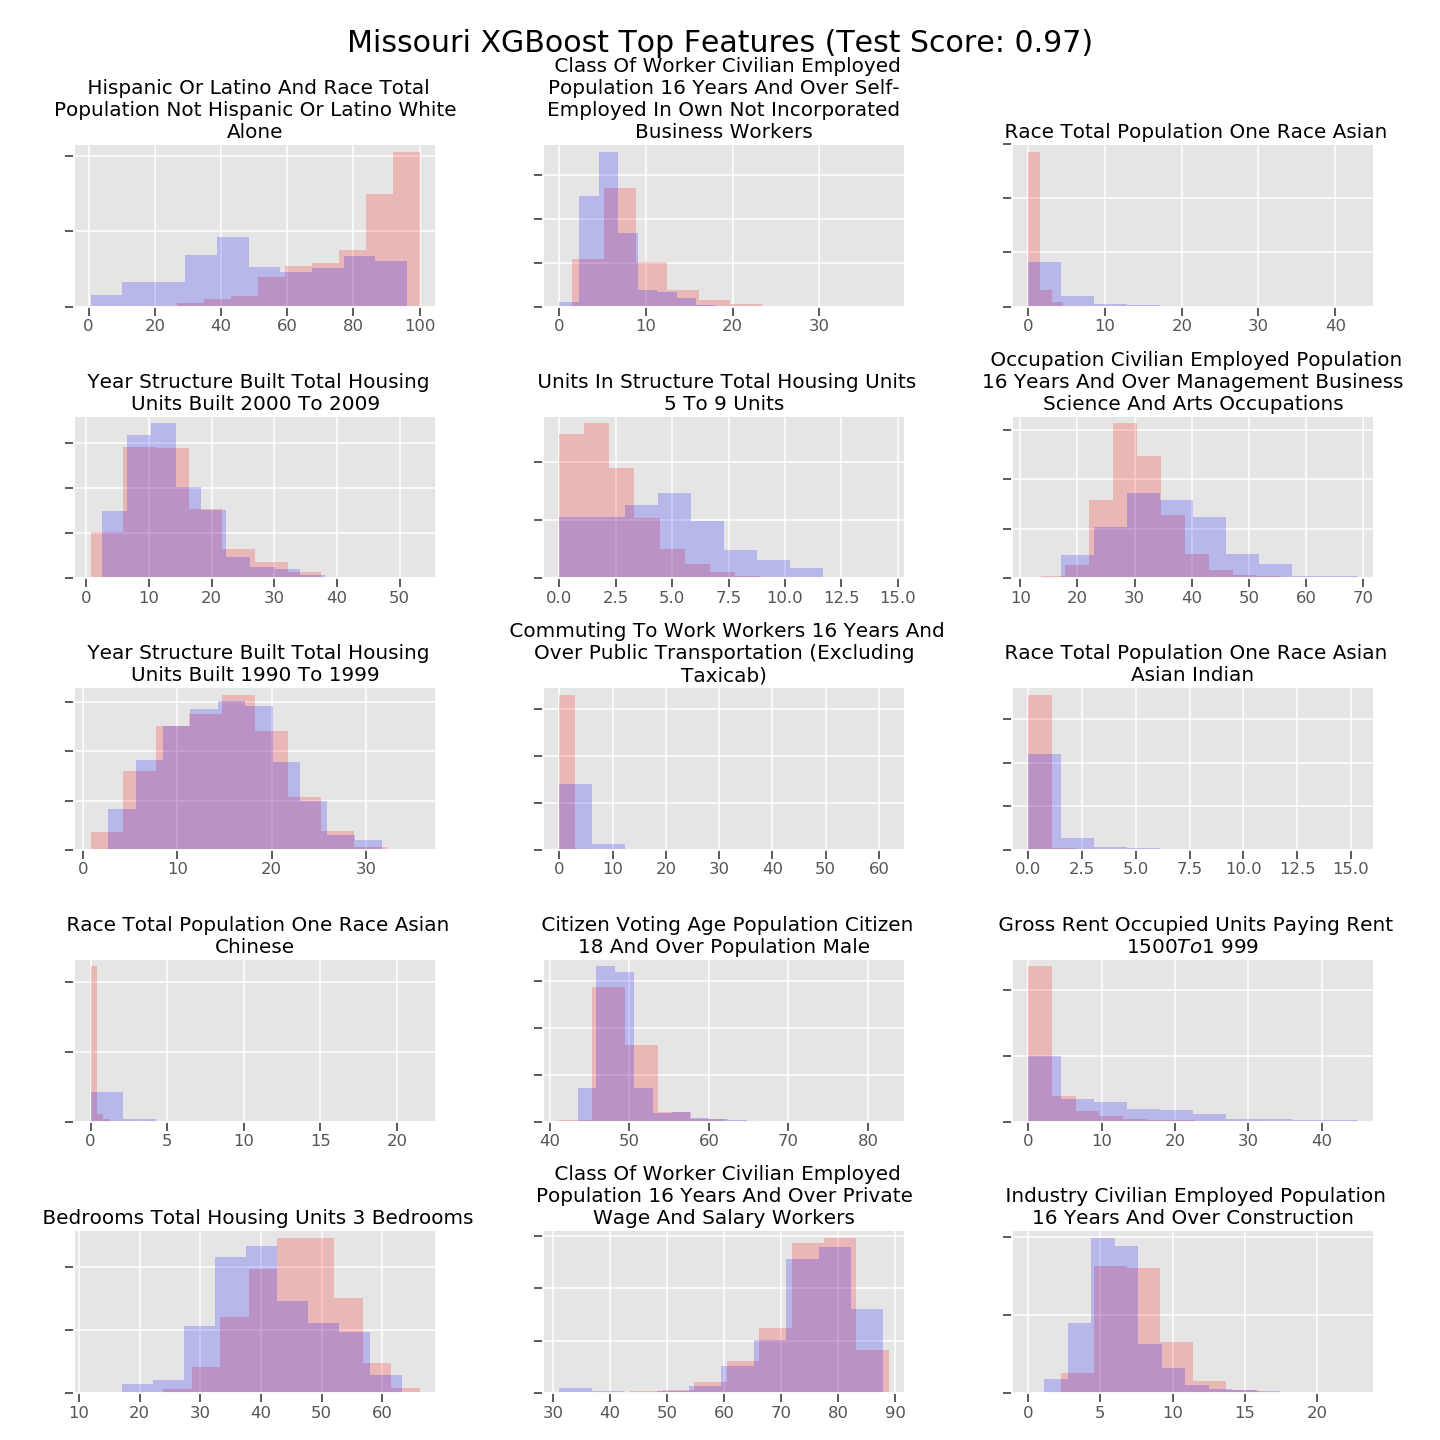 Missouri XGBoost Top Features (Test Score: 0.97)
Hispanic Or Latino And Race Total
Population Not Hispanic Or Latino White
Alone
0 20 40 60 80 100
Class Of Worker Civilian Employed
Population 16 Years And Over Self-
Employed In Own Not Incorporated
Business Workers
0 10 20 30
Race Total Population One Race Asian
0 10 20 30 40
Year Structure Built Total Housing
Units Built 2000 To 2009
0 10 20 30 40 50
Units In Structure Total Housing Units
5 To 9 Units
0.0 2.5 5.0 7.5 10.0 12.5 15.0
Occupation Civilian Employed Population
16 Years And Over Management Business
Science And Arts Occupations
10 20 30 40 50 60 70
Year Structure Built Total Housing
Units Built 1990 To 1999
0 10 20 30
Commuting To Work Workers 16 Years And
Over Public Transportation (Excluding
Taxicab)
0 10 20 30 40 50 60
Race Total Population One Race Asian
Asian Indian
0.0 2.5 5.0 7.5 10.0 12.5 15.0
Race Total Population One Race Asian
Chinese
0 5 10 15 20
Citizen Voting Age Population Citizen
18 And Over Population Male
40 50 60 70 80
Gross Rent Occupied Units Paying Rent
1500To1 999
0 10 20 30 40
Bedrooms Total Housing Units 3 Bedrooms
10 20 30 40 50 60
Class Of Worker Civilian Employed
Population 16 Years And Over Private
Wage And Salary Workers
30 40 50 60 70 80 90
Industry Civilian Employed Population
16 Years And Over Construction
0 5 10 15 20